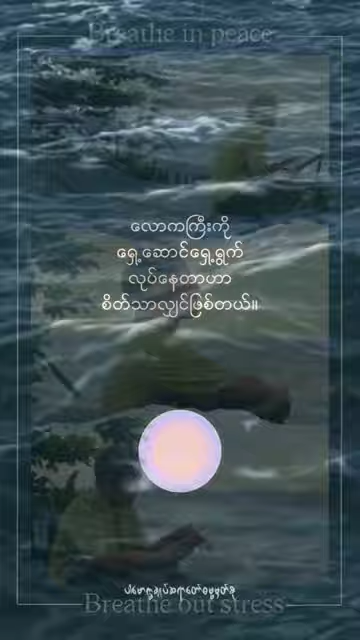 Breathe in peace
လောကကြီးကို
ရှေ့ဆောင်ရှေ့ရွက်
လုပ်နေတာဟာ
စိတ်သာလျှင်ဖြစ်တယ်။
Breathe out stress